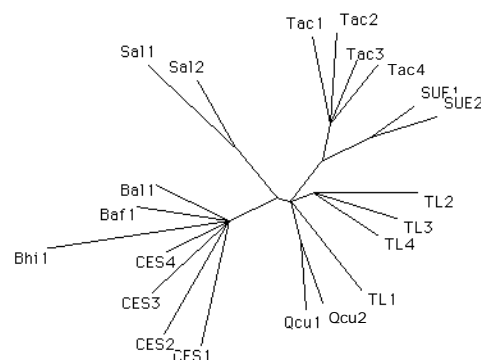 Tac1
Tac2
Sal1
Tac3
Sal2
Tac4
SUE1
SUE2
Bal1
TL2
Baf1
TL3
TL4
Bhi1
CES4
CES3
TL1
Qcu1
Qcu2
CES2
CES1